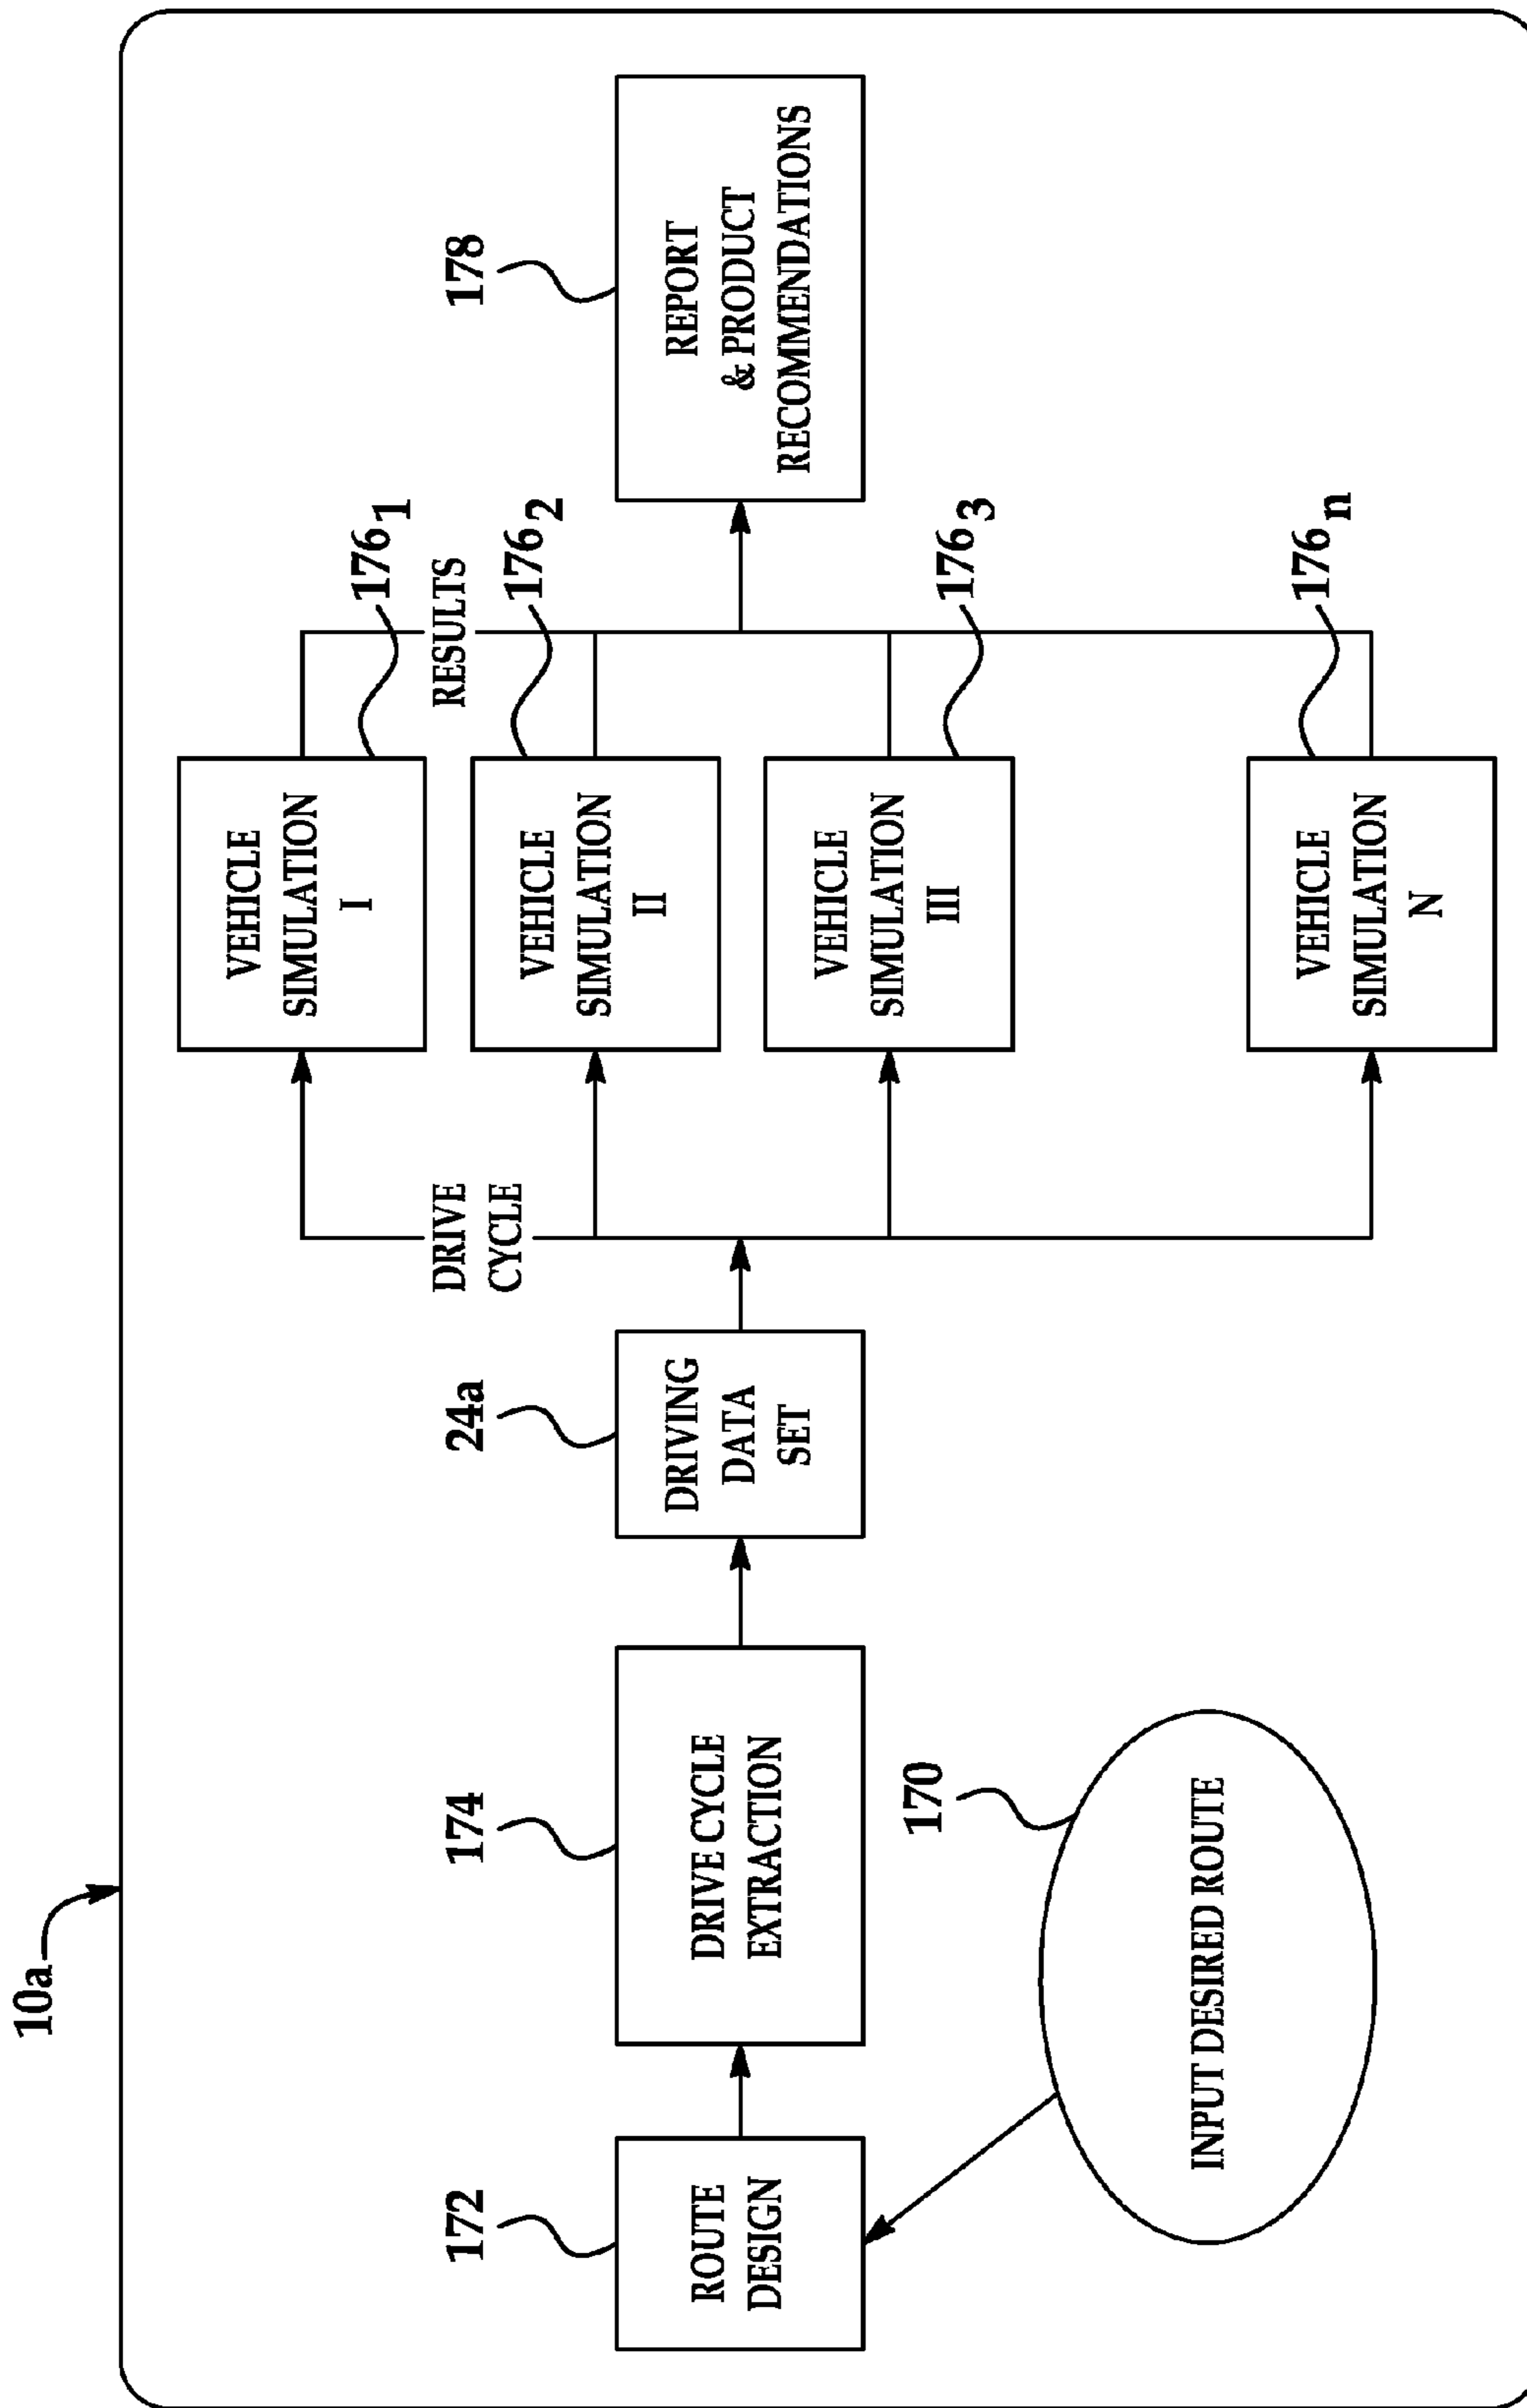 10a
172
ROUTE
DESIGN
174
DRIVE CYCLE
EXTRACTION
170
INPUT DESIRED ROUTE
24a
DRIVING
DATA
SET
DRIVE
CYCLE
VEHICLE
SIMULATION
I
176₁
VEHICLE
SIMULATION
II
176₂
VEHICLE
SIMULATION
III
176₃
VEHICLE
SIMULATION
N
176ₙ
RESULTS
178
REPORT
& PRODUCT
RECOMMENDATIONS